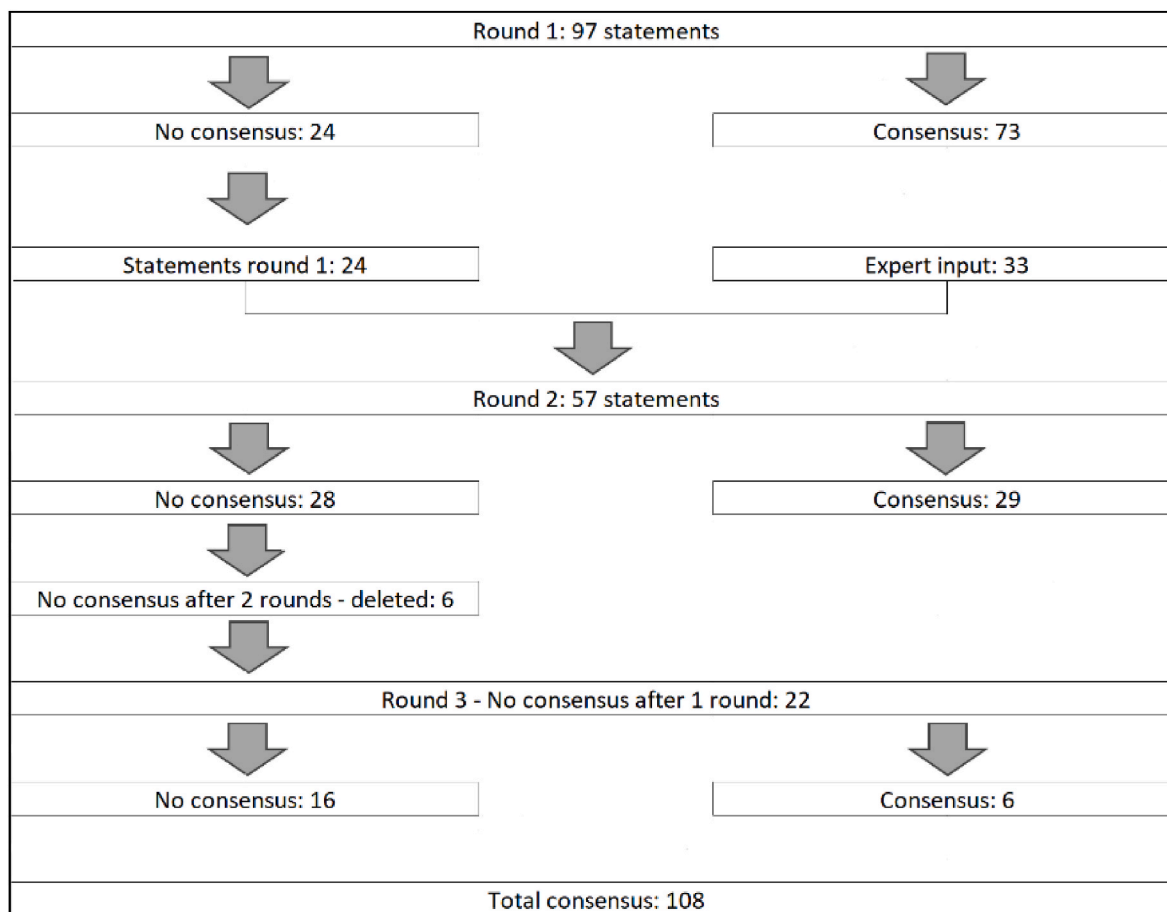 Round 1: 97 statements
No consensus: 24
Consensus: 73
Statements round 1: 24
Expert input: 33
Round 2: 57 statements
No consensus: 28
Consensus: 29
No consensus after 2 rounds - deleted: 6
Round 3 - No consensus after 1 round: 22
No consensus: 16
Consensus: 6
Total consensus: 108